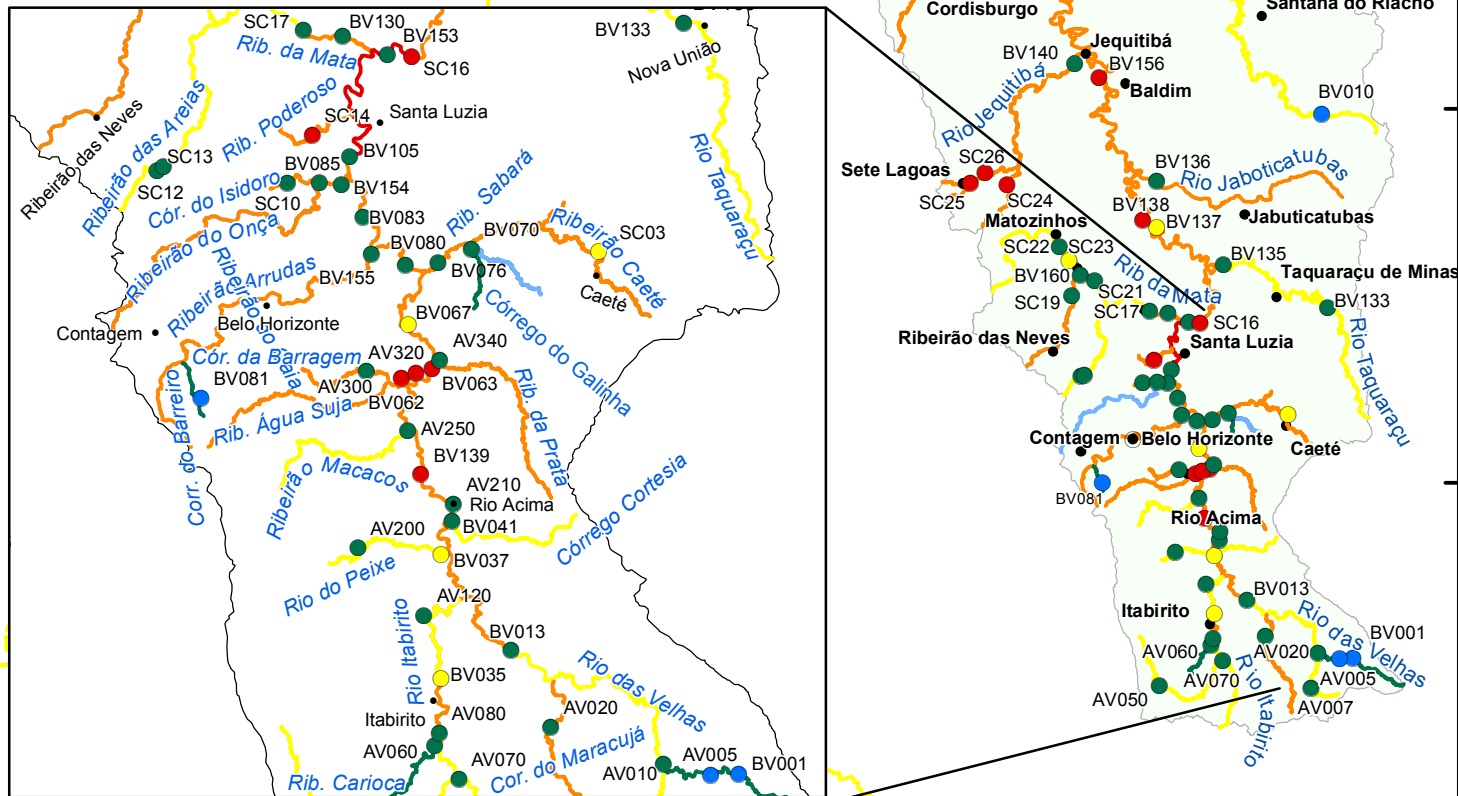 SC17
BV130
BV153
Rib. da Mata
SC16
BV133
Nova União
Ribeirão das Neves
Ribeirão das Areias
Rib. Poderoso
SC14
Santa Luzia
SC13
SC12
BV085
BV105
Cór. do Isidoro
SC10
BV154
Rio Taquaraçu
Ribeirão do Onça
BV083
Rib. Sabará
BV070
Ribeirão Caeté
SC03
BV080
BV076
Caeté
Ribeirão Arrudas
BV155
Belo Horizonte
Contagem
BV067
Córrego do Galinha
Cór. da Barragem
AV320
AV340
BV081
AV300
BV063
BV062
Corr. do Barreiro
Rib. Água Suja
Rib. da Prata
AV250
BV139
Ribeirão Macacos
AV210
Rio Acima
Córrego Cortesia
AV200
BV041
BV037
Rio do Peixe
AV120
Rio Itabirito
BV013
Rio das Velhas
BV035
Itabirito
AV080
AV020
AV060
AV070
Cor. do Maracujá
AV010
AV005
BV001
Rib. Carioca
Cordisburgo
Santana do Riacho
Jequitibá
BV140
BV156
Baldim
BV010
Rio Jequitibá
SC26
Sete Lagoas
SC25
SC24
BV136
Rio Jaboticatubas
Matozinhos
BV138
BV137
Jabuticatubas
SC22
SC23
BV160
Rib da Mata
BV135
Taquaraçu de Minas
SC19
SC21
SC17
SC16
BV133
Ribeirão das Neves
Santa Luzia
Rio Taquaraçu
Contagem
Belo Horizonte
Caeté
BV081
Rio Acima
BV013
Itabirito
Rio das Velhas
BV001
AV060
AV020
AV050
AV070
AV005
AV007
Rio Itabirito